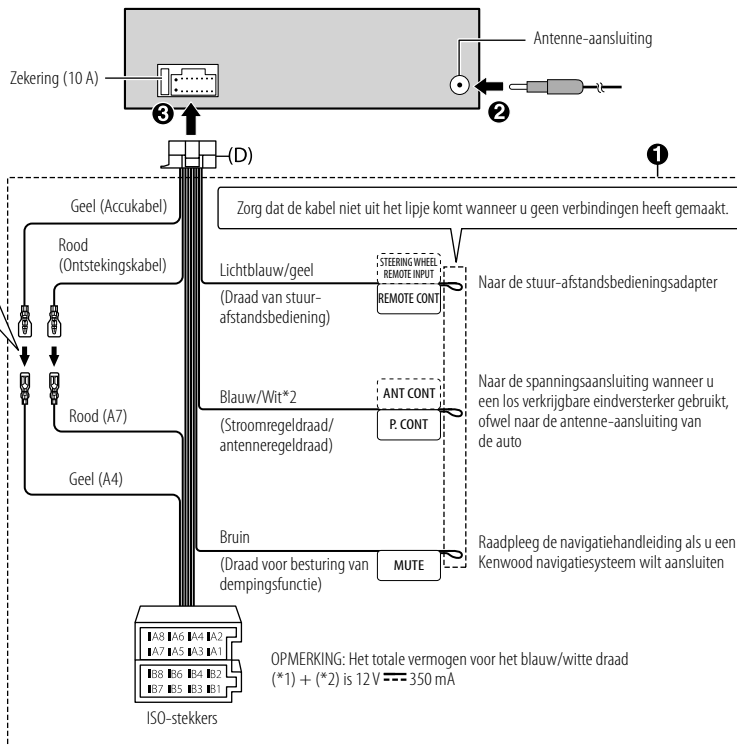 Antenne-aansluiting
Zekering (10 A)
❸
❷
(D)
❶
Geel (Accukabel)
Zorg dat de kabel niet uit het lipje komt wanneer u geen verbindingen heeft gemaakt.
Rood
(Ontstekingskabel)
Lichtblauw/geel
(Draad van stuur-
afstandsbediening)
STEERING WHEEL
REMOTE INPUT
REMOTE CONT
Naar de stuur-afstandsbedieningsadapter
Blauw/Wit*2
(Stroomregeldraad/
antenneregeldraad)
ANT CONT
P. CONT
Naar de spanningsaansluiting wanneer u
een los verkrijgbare eindversterker gebruikt,
ofwel naar de antenne-aansluiting van
de auto
Rood (A7)
Geel (A4)
Bruin
(Draad voor besturing van
dempingsfunctie)
MUTE
Raadpleeg de navigatiehandleiding als u een
Kenwood navigatiesysteem wilt aansluiten
A8 A6 A4 A2
A7 A5 A3 A1
B8 B6 B4 B2
B7 B5 B3 B1
ISO-stekkers
OPMERKING: Het totale vermogen voor het blauw/witte draad
(*1) + (*2) is 12 V ⎓ 350 mA